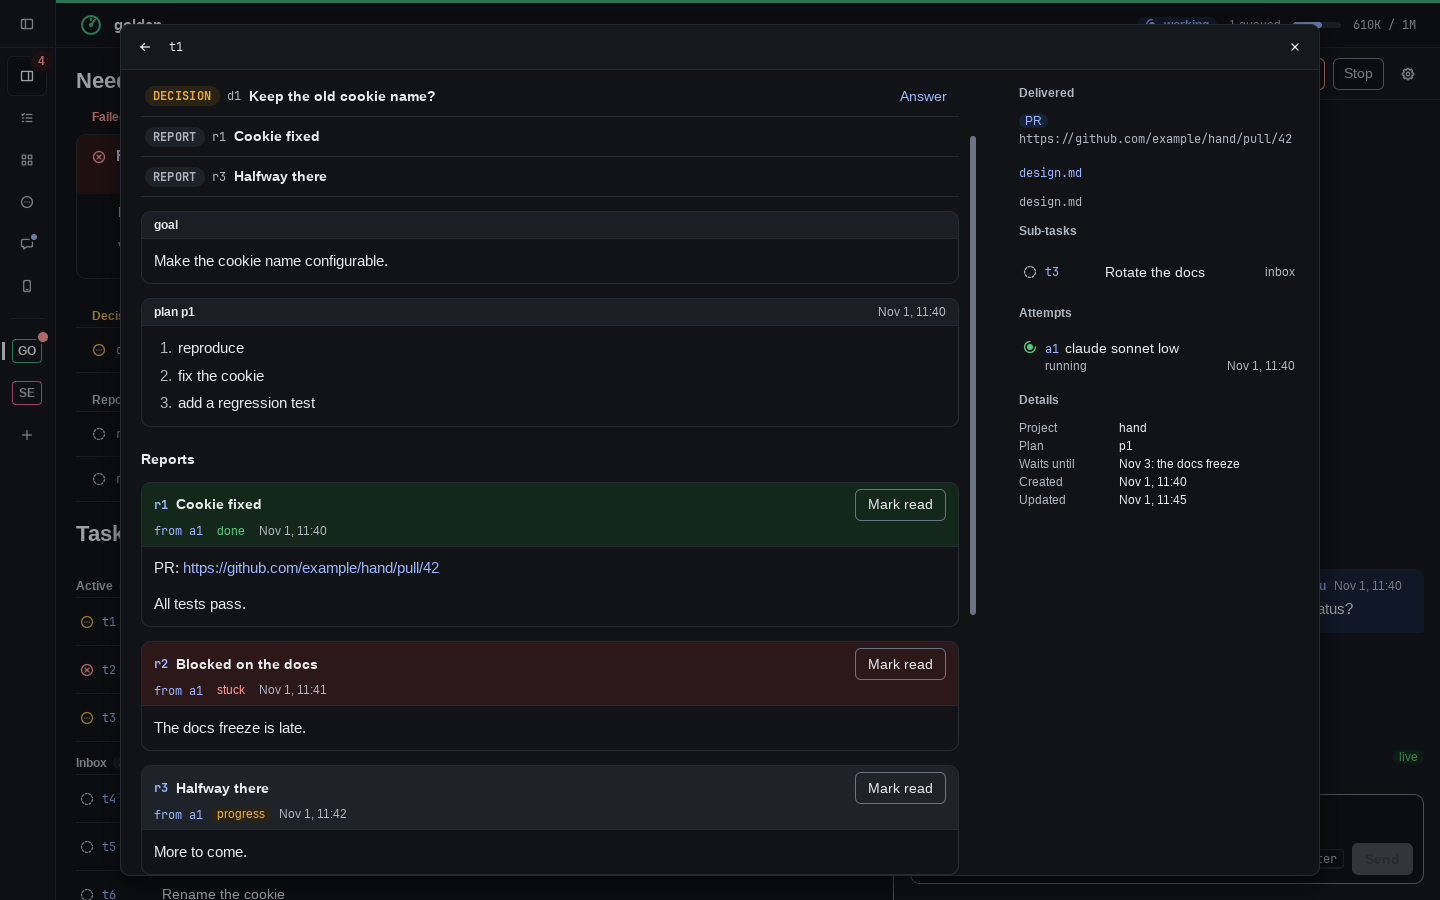 golden
working 1 queued 610K / 1M
4
Stop
Failed
Decis
Repo
GO
SE
Active
t1
t2
t3
Inbox
t4
t5
t6 Rename the cookie
t1
DECISION d1 Keep the old cookie name? Answer
REPORT r1 Cookie fixed
REPORT r3 Halfway there
goal
Make the cookie name configurable.
plan p1 Nov 1, 11:40
1. reproduce
2. fix the cookie
3. add a regression test
Reports
r1 Cookie fixed Mark read
from a1 done Nov 1, 11:40
PR: https://github.com/example/hand/pull/42
All tests pass.
r2 Blocked on the docs Mark read
from a1 stuck Nov 1, 11:41
The docs freeze is late.
r3 Halfway there Mark read
from a1 progress Nov 1, 11:42
More to come.
Delivered
PR
https://github.com/example/hand/pull/42
design.md
design.md
Sub-tasks
t3 Rotate the docs inbox
Attempts
a1 claude sonnet low
running Nov 1, 11:40
Details
Project hand
Plan p1
Waits until Nov 3: the docs freeze
Created Nov 1, 11:40
Updated Nov 1, 11:45
u Nov 1, 11:40
atus?
live
ter Send